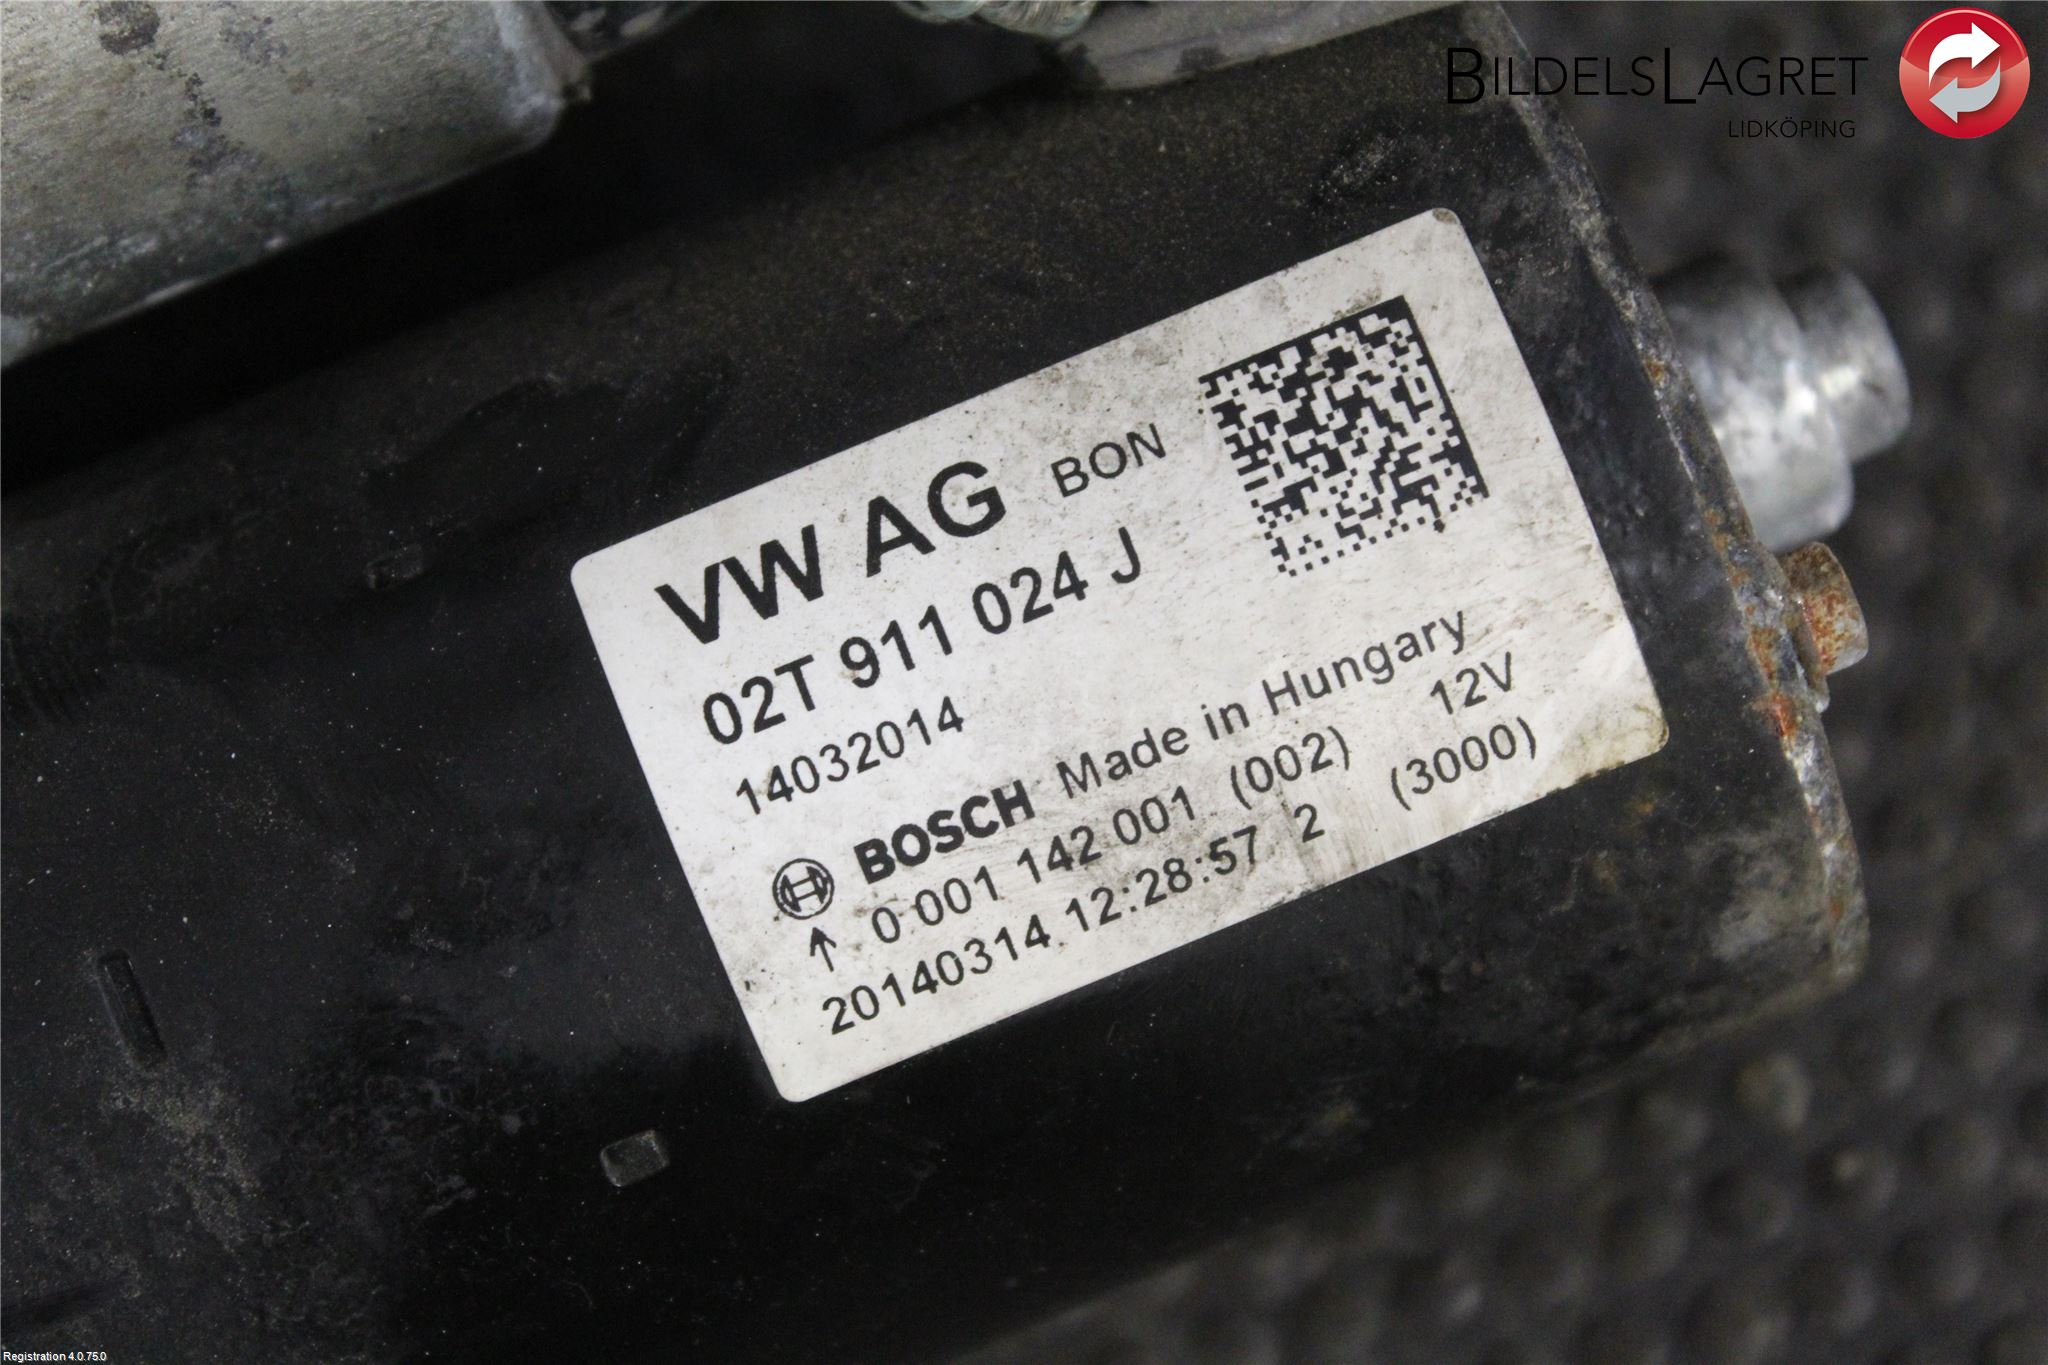 BILDELSLAGRET
LIDKÖPING
VW AG BON
02T 911 024 J
14032014
BOSCH Made in Hungary
0 001 142 001 (002) 12V
20140314 12:28:57 2 (3000)
Registration 4.0.75.0